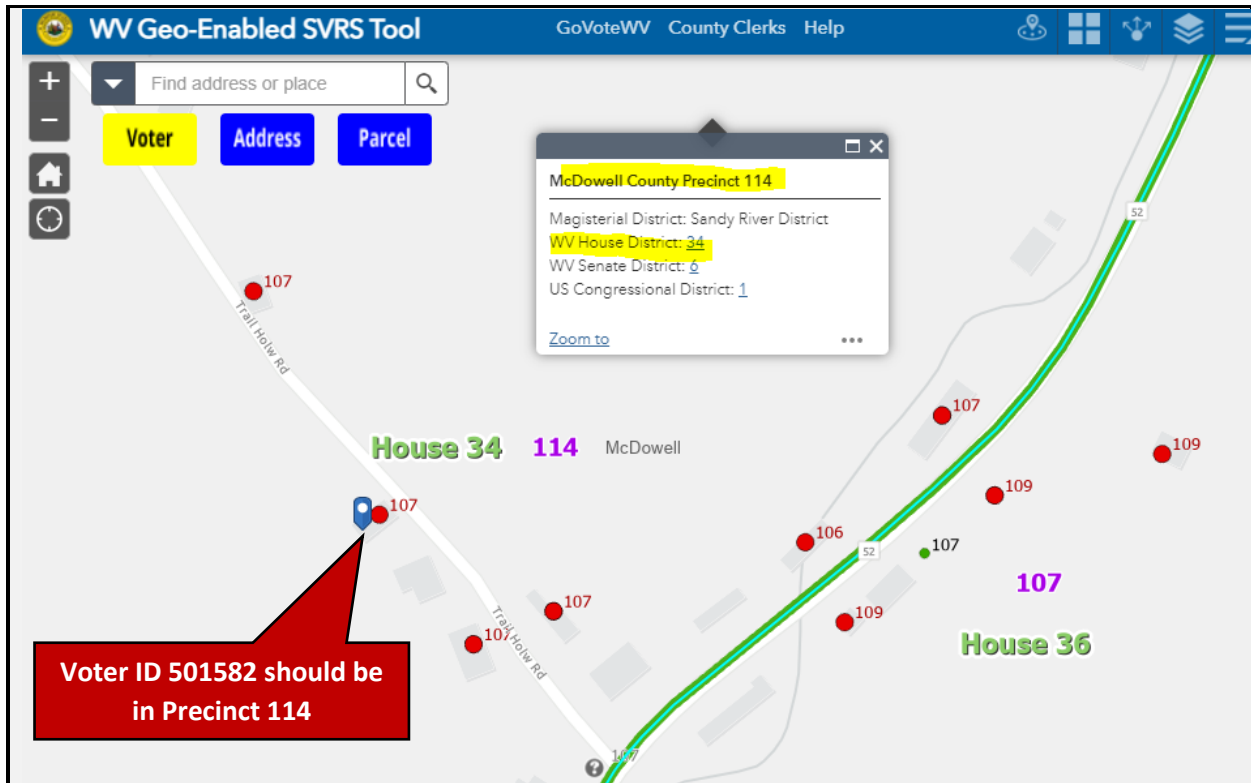 WV Geo-Enabled SVRS Tool
GoVoteWV County Clerks Help
Find address or place
Voter
Address
Parcel
McDowell County Precinct 114
Magisterial District: Sandy River District
WV House District: 34
WV Senate District: 6
US Congressional District: 1
Zoom to
52
107
Trail Holw Rd
107
109
House 34 114 McDowell
109
107
106
52
107
107
107
109
107
Trail Holw Rd
House 36
Voter ID 501582 should be
in Precinct 114
107